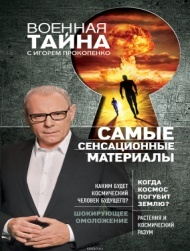 ВОЕННАЯ
ТАЙНА
С ИГОРЕМ ПРОКОПЕНКО
САМЫЕ
СЕНСАЦИОННЫЕ
МАТЕРИАЛЫ
КАКИМ БУДЕТ
КОСМИЧЕСКИЙ
ЧЕЛОВЕК БУДУЩЕГО?
ШОКИРУЮЩЕЕ
ОМОЛОЖЕНИЕ
КОГДА
КОСМОС
ПОГУБИТ
ЗЕМЛЮ?
РАСТЕНИЯ И
КОСМИЧЕСКИЙ
РАЗУМ